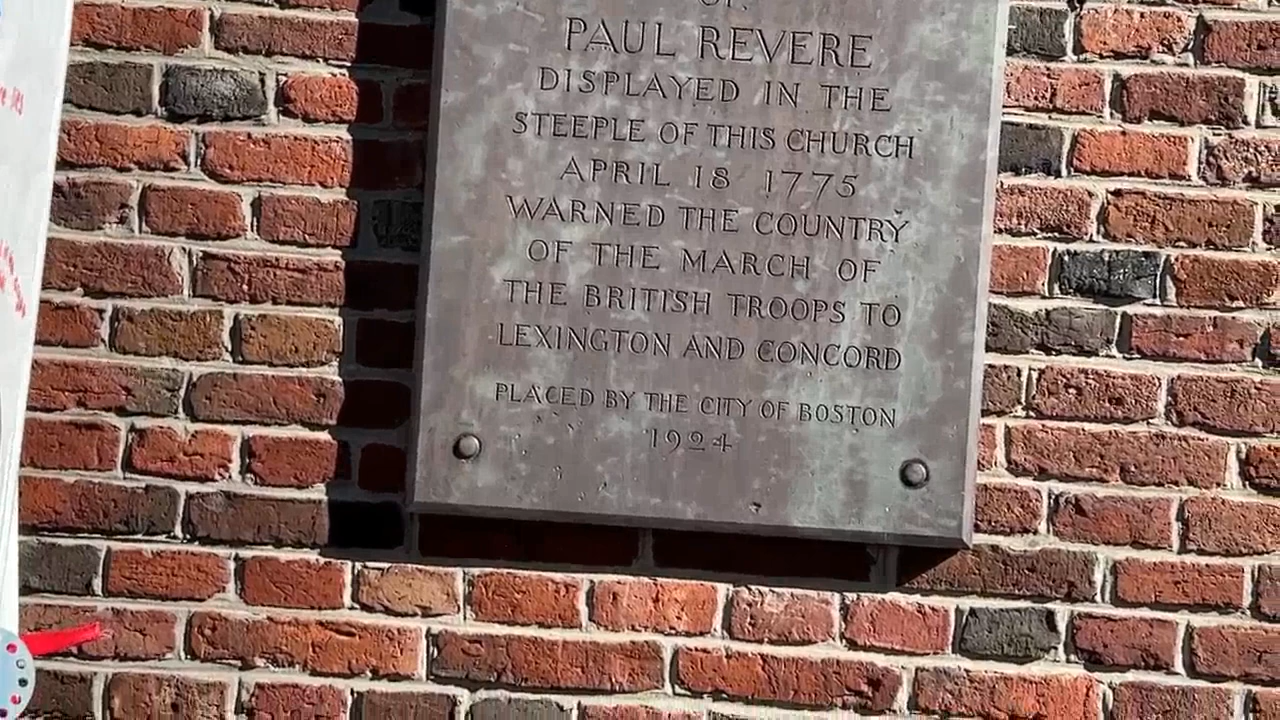 OF
PAUL REVERE
DISPLAYED IN THE
STEEPLE OF THIS CHURCH
APRIL 18 1775
WARNED THE COUNTRY
OF THE MARCH OF
THE BRITISH TROOPS TO
LEXINGTON AND CONCORD
PLACED BY THE CITY OF BOSTON
1924